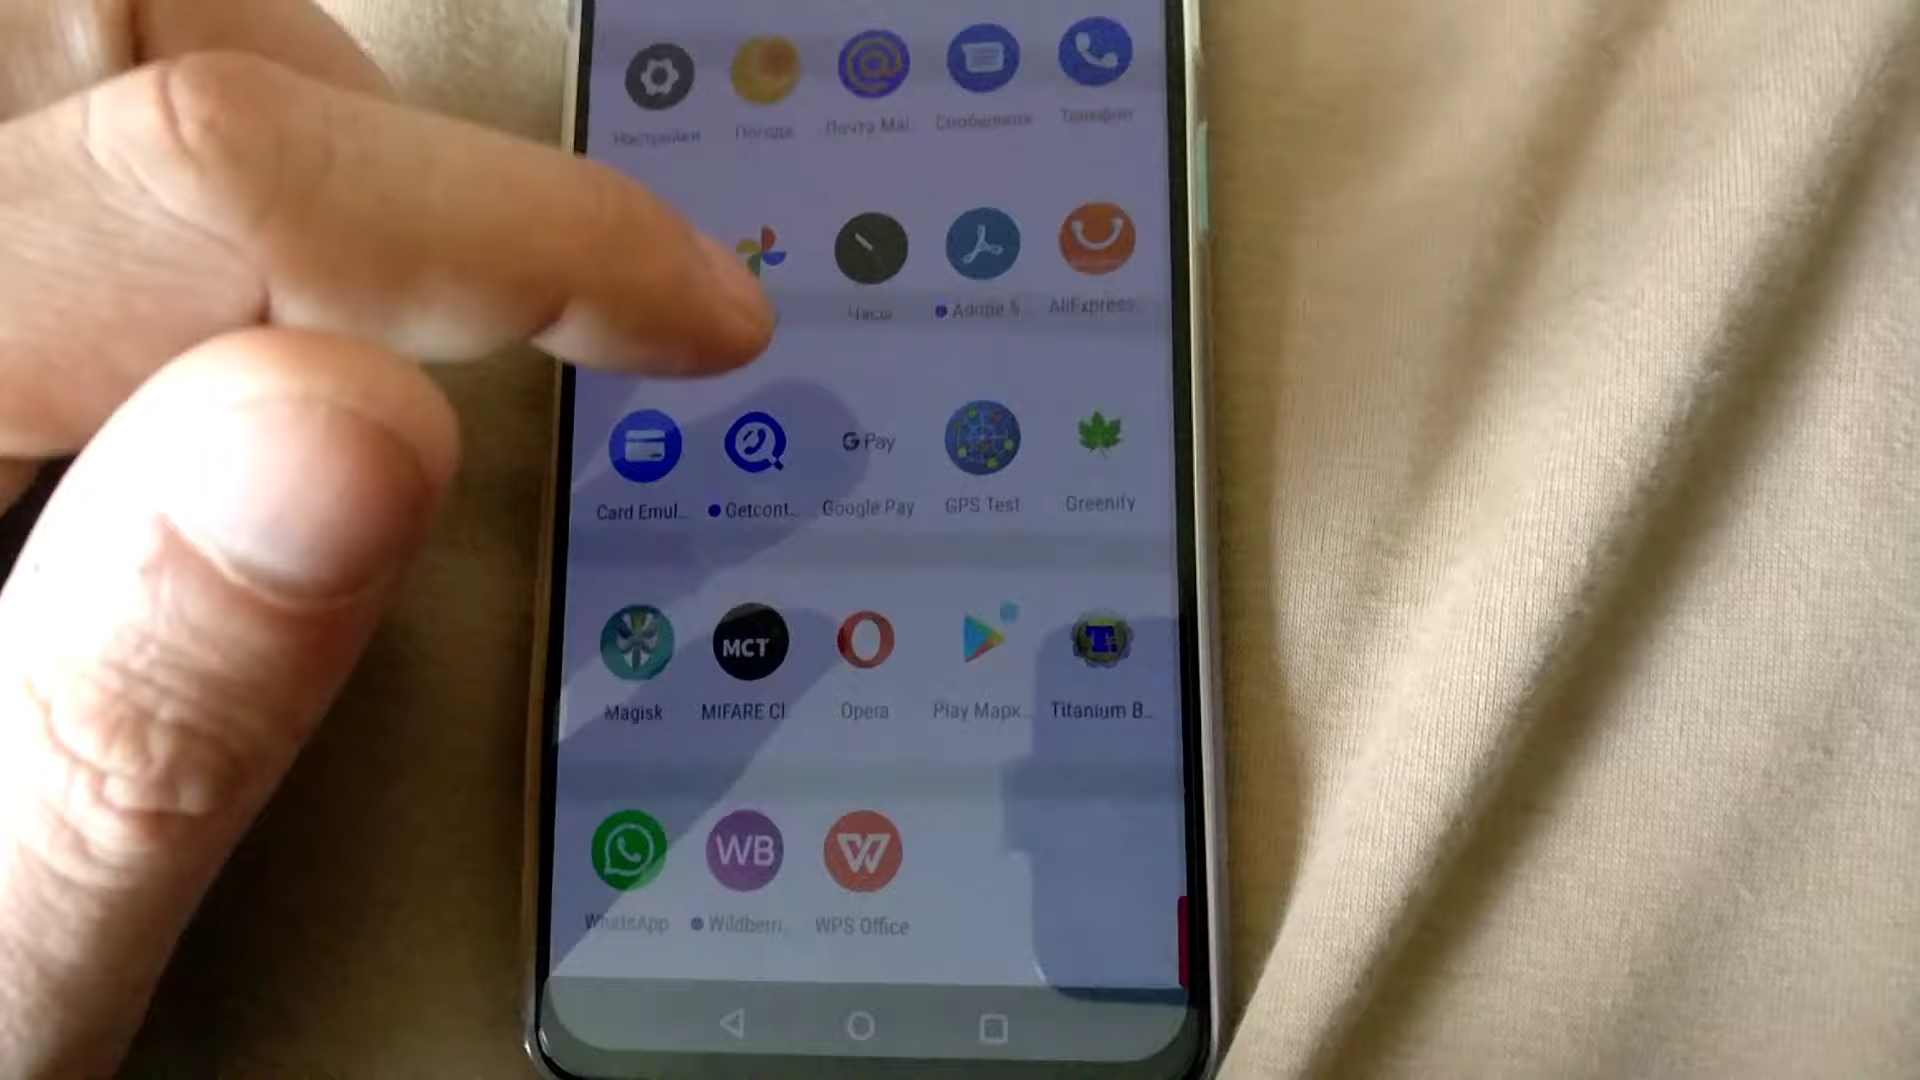 Настройки Погода Почта Mai... Сообщения Телефон
Часы Adobe S... AliExpress
G Pay
Card Emul... Getcont... Google Pay GPS Test Greenify
MCT
Magisk MIFARE Cl... Opera Play Марк... Titanium B...
WB
WhatsApp Wildberri... WPS Office